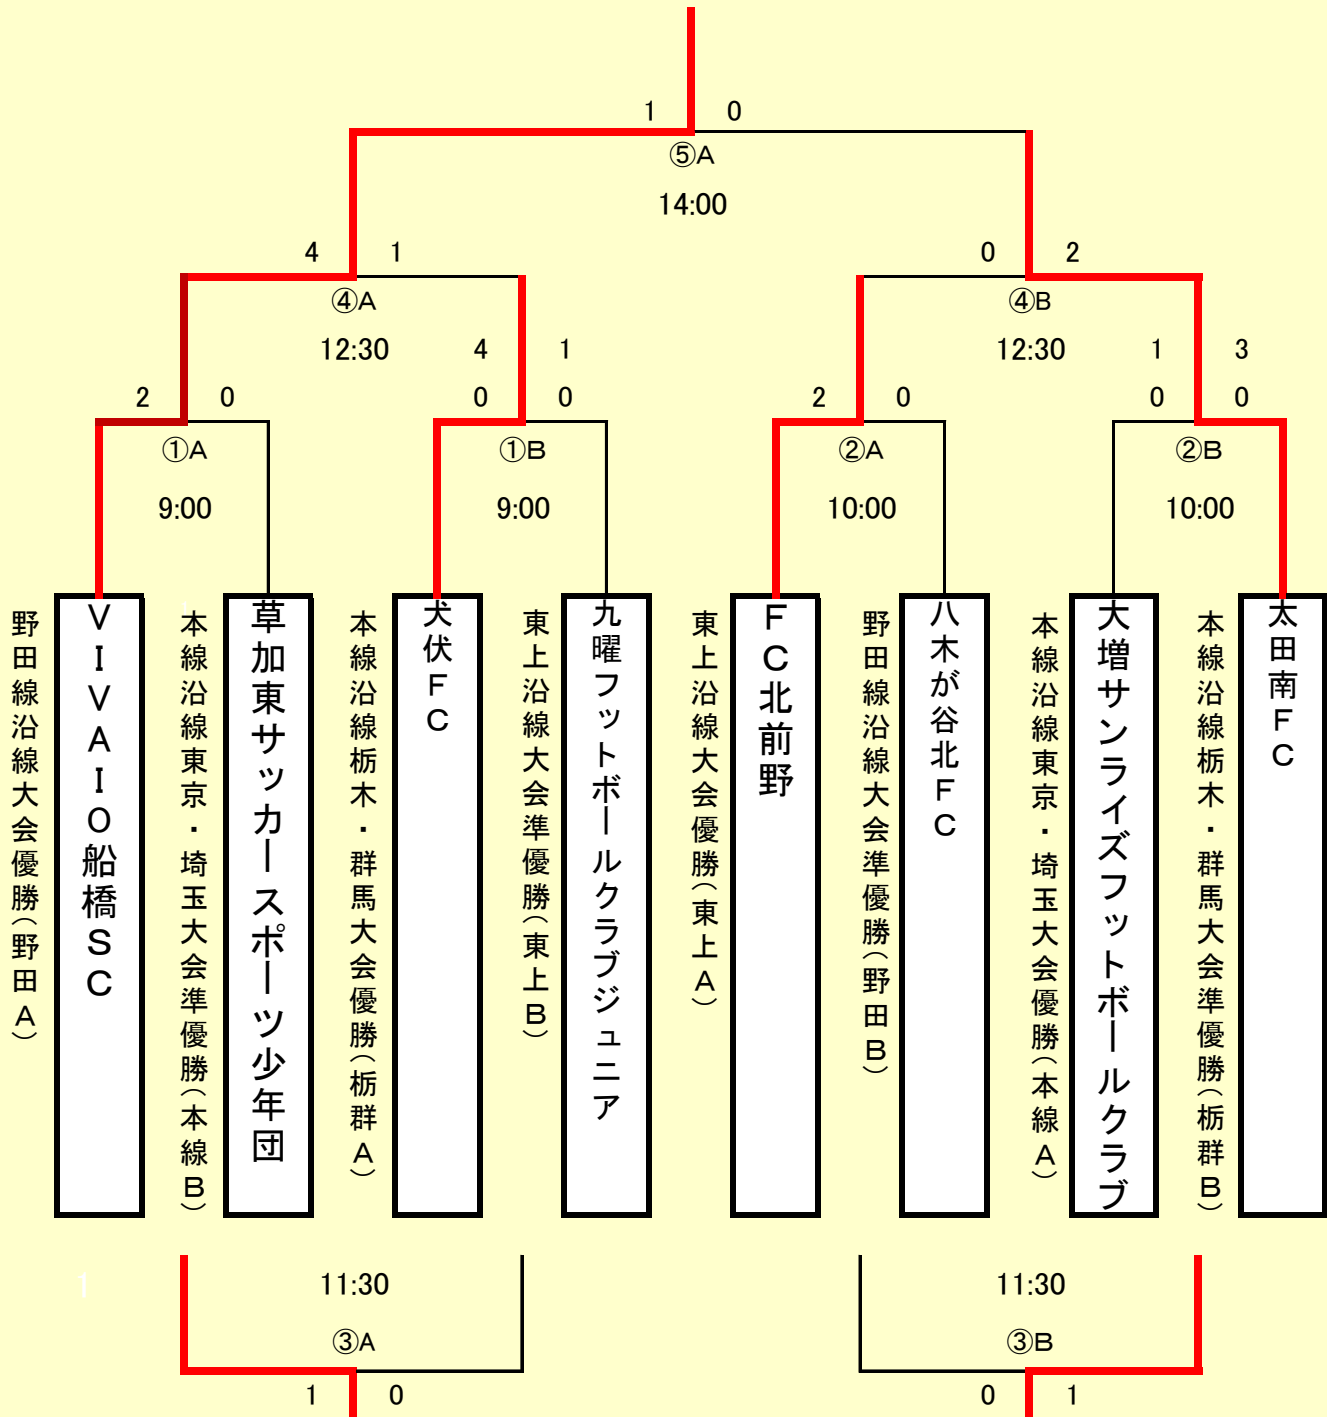 1 0
⑤A
14:00
4 1 0 2
④A ④B
12:30 4 1 12:30 1 3
2 0 0 0 2 0 0 0
①A ①B ②A ②B
9:00 9:00 10:00 10:00
野田線沿線大会優勝(野田A)
VIVAIO船橋SC
本線沿線東京・埼玉大会準優勝(本線B)
草加東サッカースポーツ少年団
本線沿線栃木・群馬大会優勝(栃群A)
犬伏FC
東上沿線大会準優勝(東上B)
九曜フットボールクラブジュニア
東上沿線大会優勝(東上A)
FC北前野
野田線沿線大会準優勝(野田B)
八木が谷北FC
本線沿線東京・埼玉大会優勝(本線A)
大増サンライズフットボールクラブ
本線沿線栃木・群馬大会準優勝(栃群B)
太田南FC
1 11:30 11:30
③A ③B
1 0 0 1